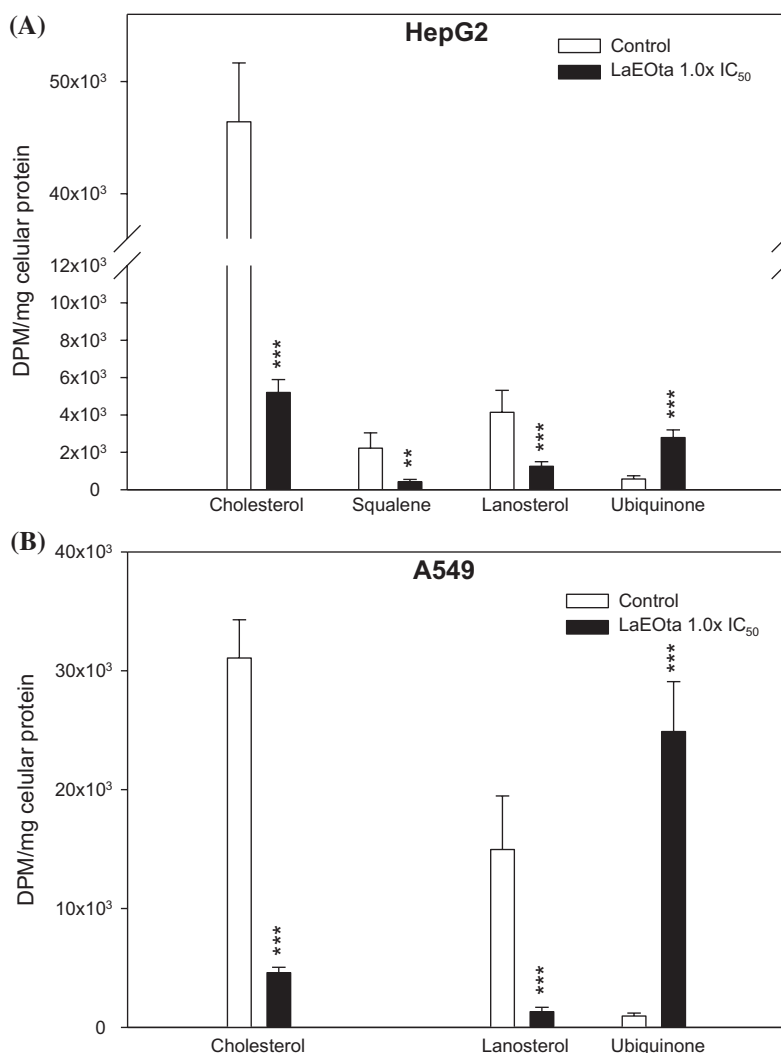 (A)
HepG2
Control
LaEOta 1.0x IC₅₀
50x10³
40x10³
12x10³
10x10³
8x10³
6x10³
4x10³
2x10³
0
DPM/mg celular protein
***
**
***
***
Cholesterol Squalene Lanosterol Ubiquinone
(B)
A549
Control
LaEOta 1.0x IC₅₀
40x10³
30x10³
20x10³
10x10³
0
DPM/mg celular protein
***
***
***
Cholesterol Lanosterol Ubiquinone